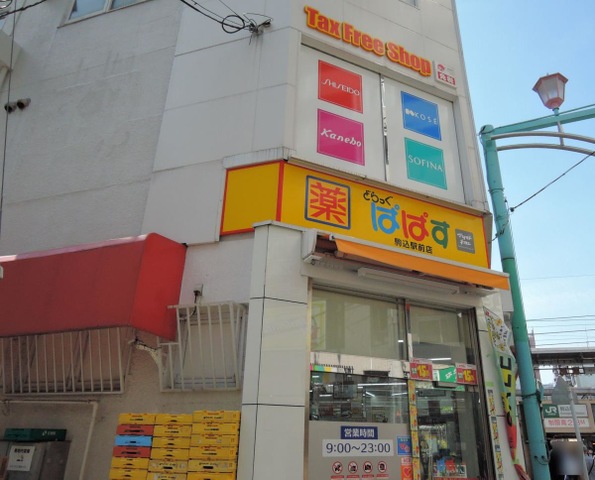 Tax Free Shop
SHISEIDO
KOSÉ
Kanebo
SOFINA
薬
どらっぐ
ぱぱす
駒込駅前店
営業時間
9:00~23:00
JR